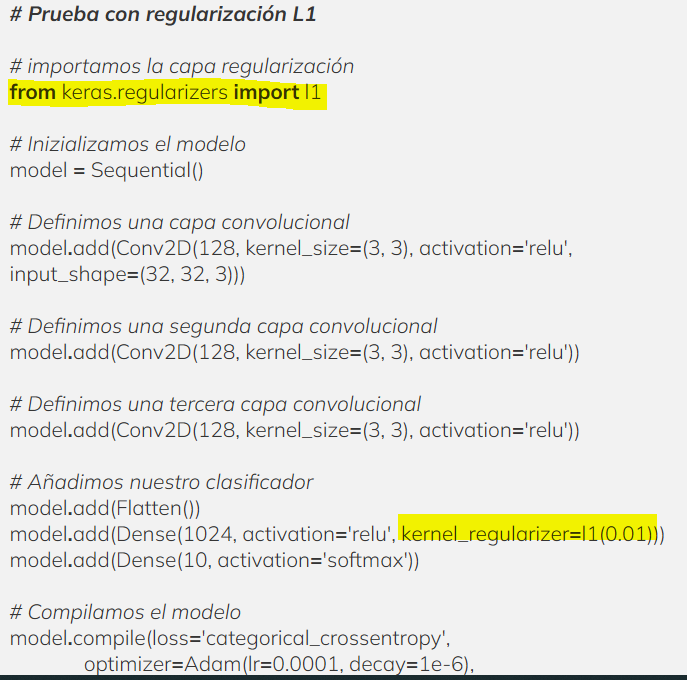 # Prueba con regularización L1
# importamos la capa regularización
from keras.regularizers import l1
# Inizializamos el modelo
model = Sequential()
# Definimos una capa convolucional
model.add(Conv2D(128, kernel_size=(3, 3), activation='relu',
input_shape=(32, 32, 3)))
# Definimos una segunda capa convolucional
model.add(Conv2D(128, kernel_size=(3, 3), activation='relu'))
# Definimos una tercera capa convolucional
model.add(Conv2D(128, kernel_size=(3, 3), activation='relu'))
# Añadimos nuestro clasificador
model.add(Flatten())
model.add(Dense(1024, activation='relu', kernel_regularizer=l1(0.01)))
model.add(Dense(10, activation='softmax'))
# Compilamos el modelo
model.compile(loss='categorical_crossentropy',
optimizer=Adam(lr=0.0001, decay=1e-6),